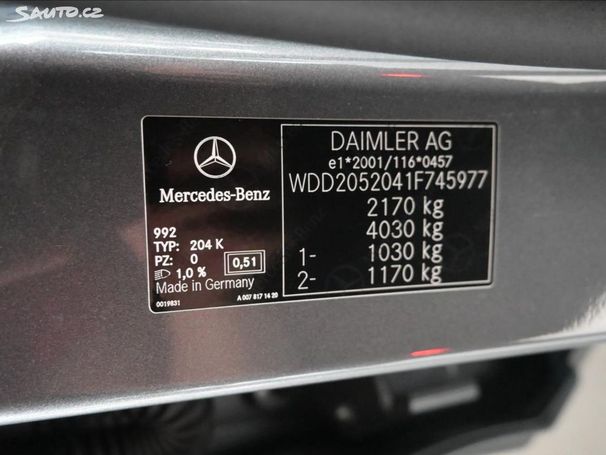 Sauto.cz
Mercedes-Benz
992
TYP: 204 K
PZ: 0
1,0 % 0,51
Made in Germany
0019831 A 007 817 14 20
DAIMLER AG
e1*2001/116*0457
WDD2052041F745977
2170 kg
4030 kg
1- 1030 kg
2- 1170 kg